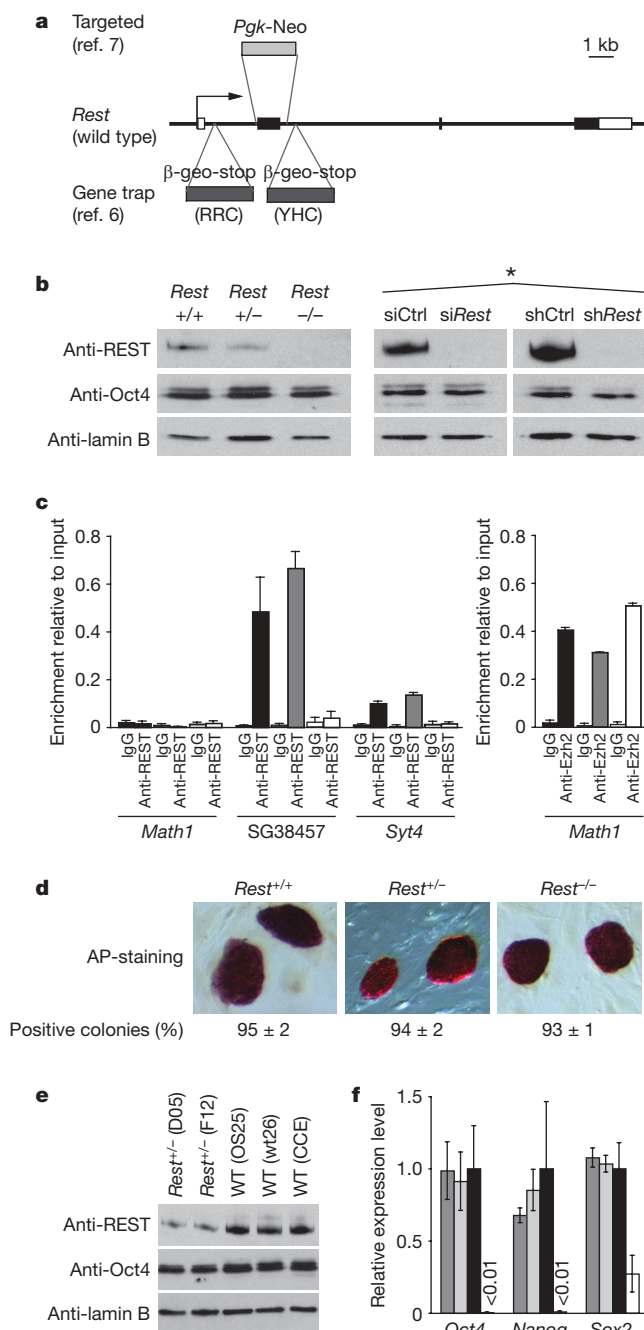 a
Targeted
(ref. 7)
Pgk-Neo
1 kb
Rest
(wild type)
β-geo-stop β-geo-stop
Gene trap
(ref. 6)
(RRC) (YHC)
b
Rest Rest Rest
+/+ +/– –/–
*
siCtrl siRest shCtrl shRest
Anti-REST
Anti-Oct4
Anti-lamin B
c
Enrichment relative to input
0.8
0.6
0.4
0.2
0
IgG
Anti-REST
IgG
Anti-REST
IgG
Anti-REST
IgG
Anti-REST
IgG
Anti-REST
IgG
Anti-REST
IgG
Anti-REST
IgG
Anti-REST
IgG
Anti-REST
Math1 SG38457 Syt4
Enrichment relative to input
0.8
0.6
0.4
0.2
0
IgG
Anti-Ezh2
IgG
Anti-Ezh2
IgG
Anti-Ezh2
Math1
d
Rest+/+ Rest+/– Rest–/–
AP-staining
Positive colonies (%) 95 ± 2 94 ± 2 93 ± 1
e
Rest+/– (D05)
Rest+/– (F12)
WT (OS25)
WT (wt26)
WT (CCE)
Anti-REST
Anti-Oct4
Anti-lamin B
f
Relative expression level
1.5
1.0
0.5
0
<0.01
<0.01
Oct4 Nanog Sox2